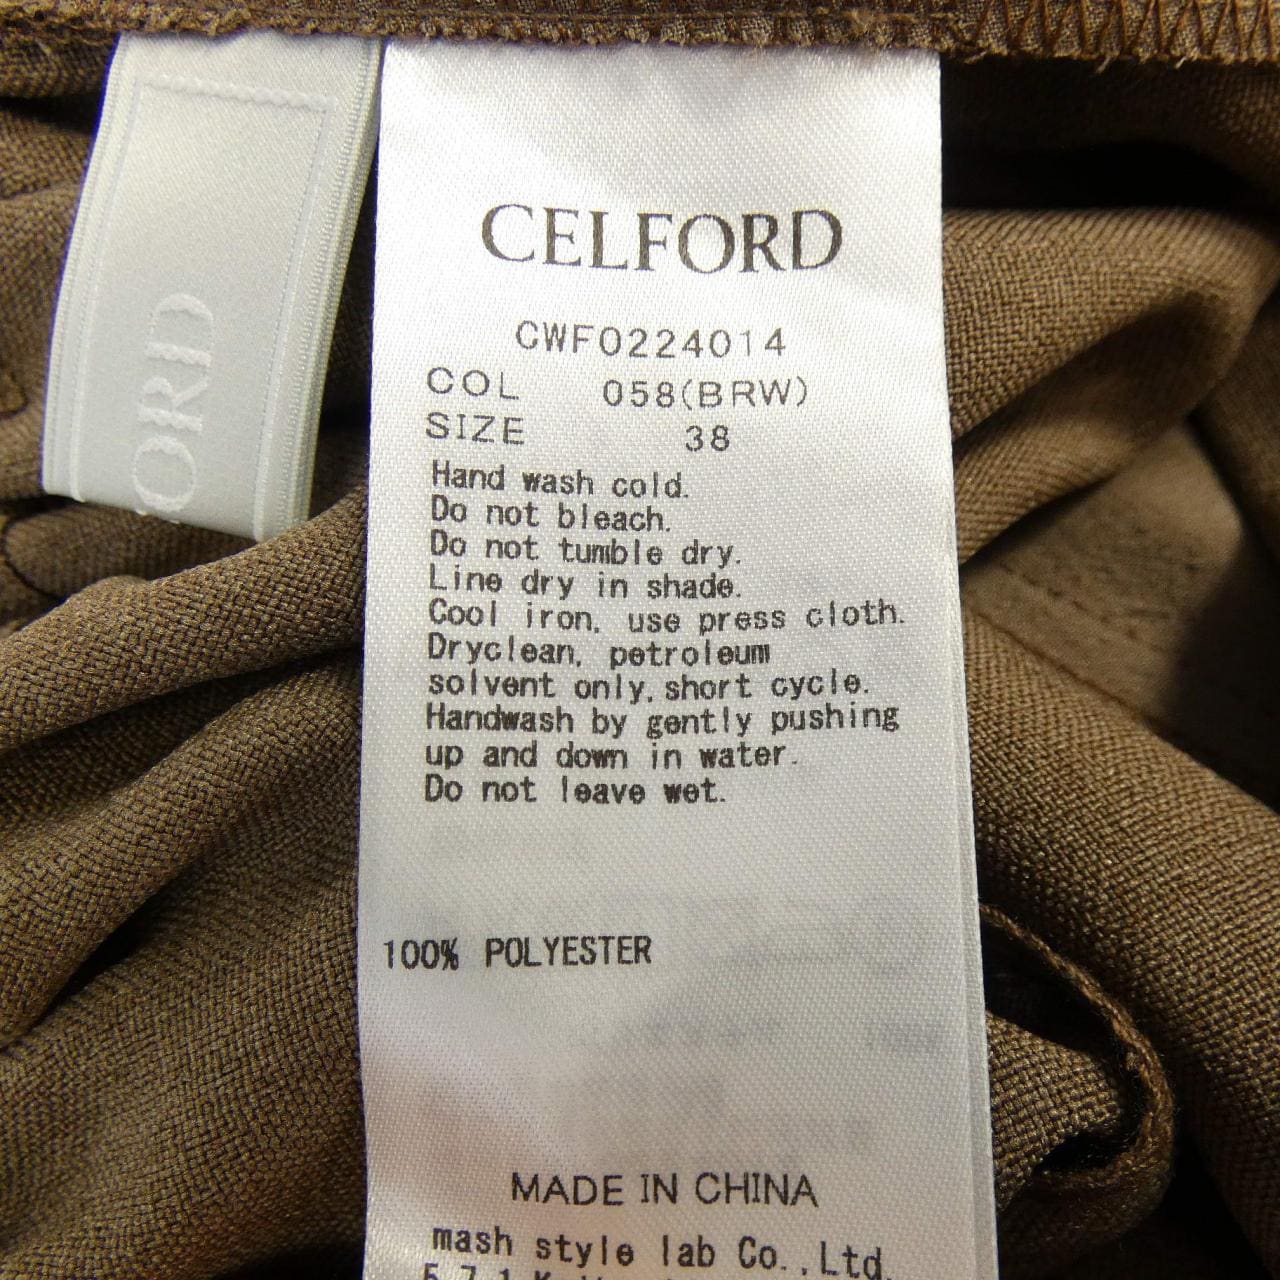 CELFORD
CWF0224014
COL 058(BRW)
SIZE 38
Hand wash cold.
Do not bleach.
Do not tumble dry.
Line dry in shade.
Cool iron, use press cloth.
Dryclean, petroleum
solvent only, short cycle.
Handwash by gently pushing
up and down in water.
Do not leave wet.
100% POLYESTER
MADE IN CHINA
mash style lab Co.,Ltd.
ORD